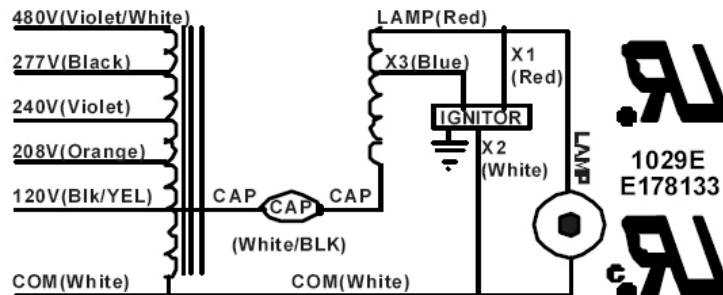 480V(Violet/White)
277V(Black)
240V(Violet)
208V(Orange)
120V(Blk/YEL)
COM(White)
CAP
CAP
CAP
(White/BLK)
COM(White)
LAMP(Red)
X3(Blue)
X1
(Red)
IGNITOR
X2
(White)
LAMP
1029E
E178133
c